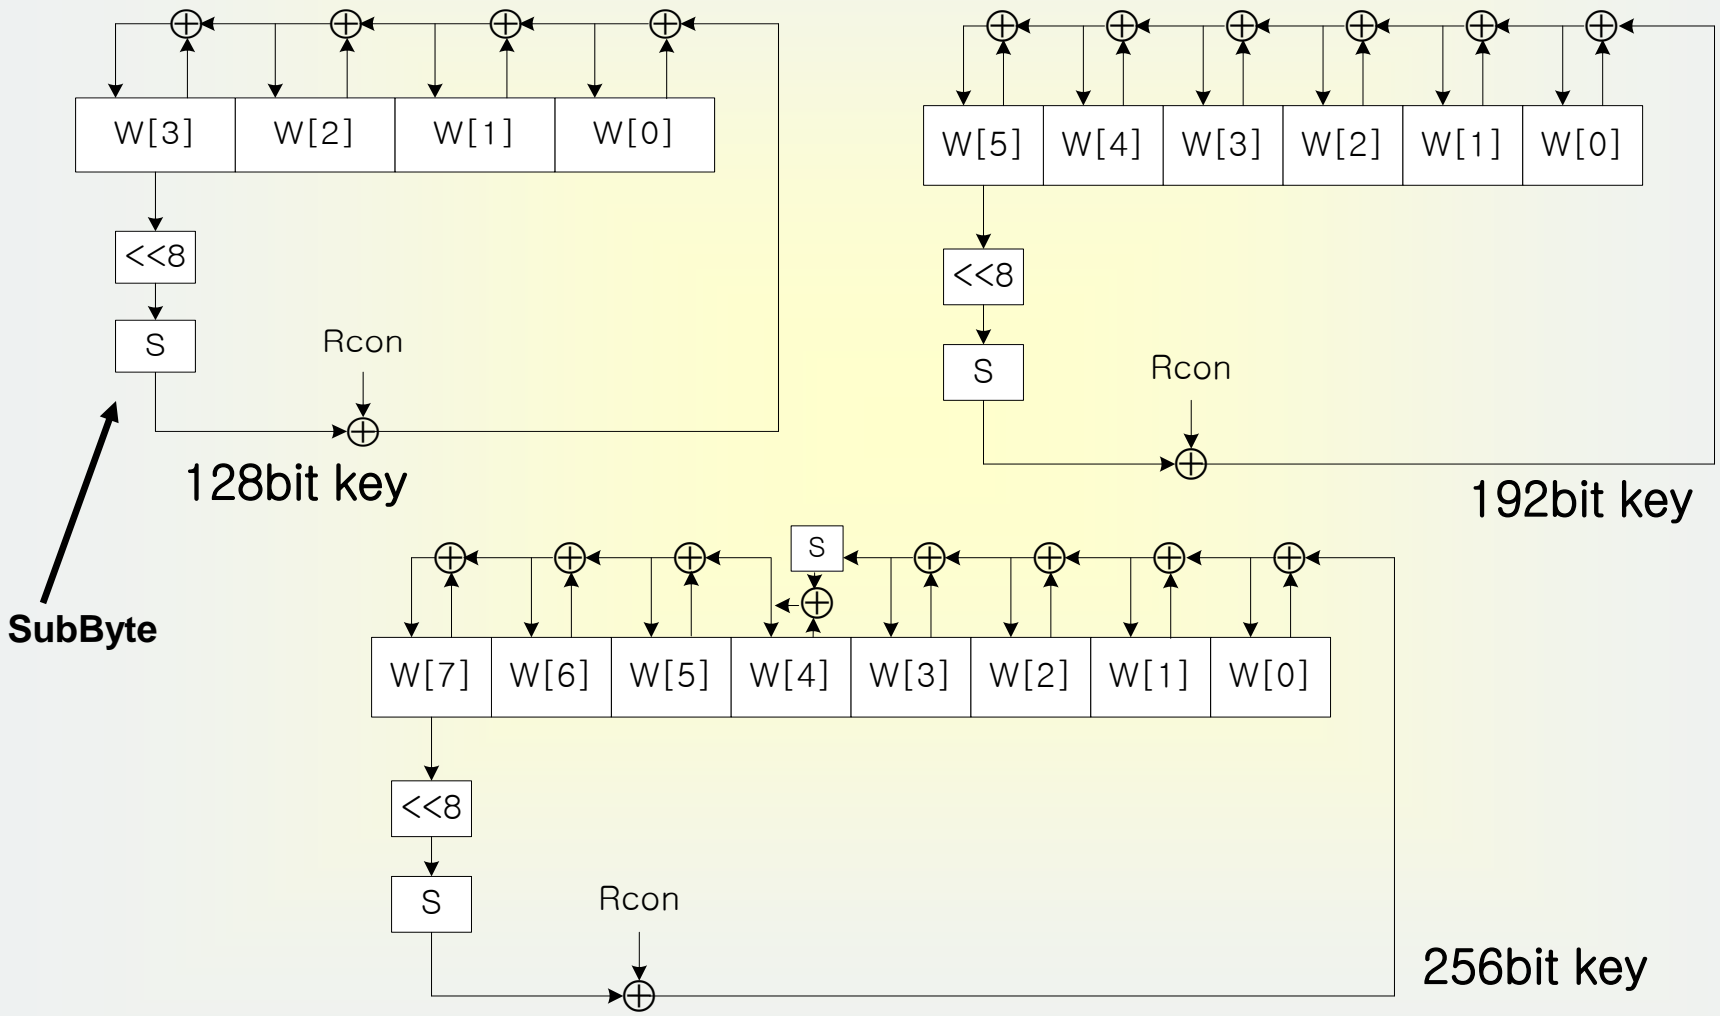 W[3] W[2] W[1] W[0]
<<8
S
Rcon
128bit key
SubByte
W[5] W[4] W[3] W[2] W[1] W[0]
<<8
S
Rcon
192bit key
S
W[7] W[6] W[5] W[4] W[3] W[2] W[1] W[0]
<<8
S
Rcon
256bit key